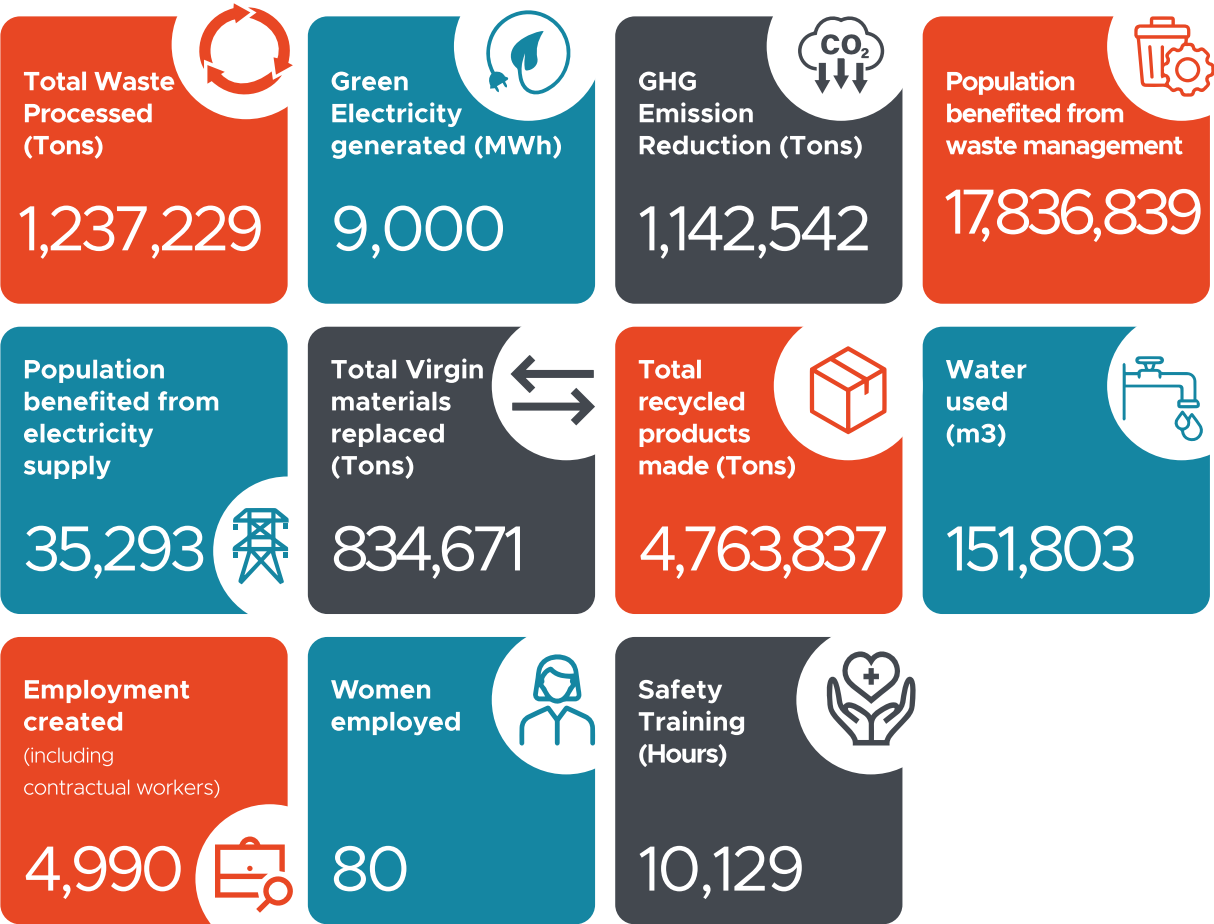 Total Waste
Processed
(Tons)
1,237,229
Green
Electricity
generated (MWh)
9,000
GHG
Emission
Reduction (Tons)
1,142,542
CO₂
Population
benefited from
waste management
17,836,839
Population
benefited from
electricity
supply
35,293
Total Virgin
materials
replaced
(Tons)
834,671
Total
recycled
products
made (Tons)
4,763,837
Water
used
(m3)
151,803
Employment
created
(including
contractual workers)
4,990
Women
employed
80
Safety
Training
(Hours)
10,129